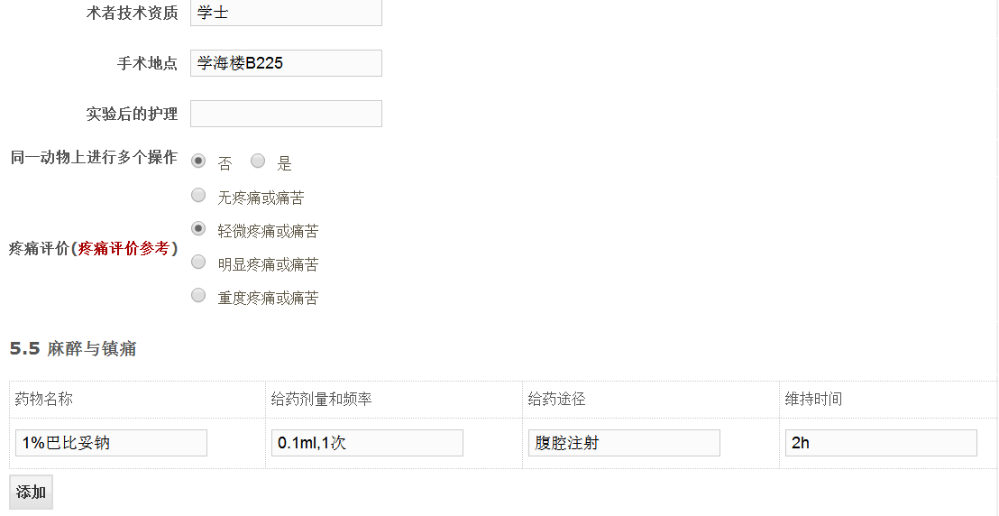 术者技术资质 学士
手术地点 学海楼B225
实验后的护理
同一动物上进行多个操作 否 是
无疼痛或痛苦
轻微疼痛或痛苦
疼痛评价(疼痛评价参考)
明显疼痛或痛苦
重度疼痛或痛苦
5.5 麻醉与镇痛
药物名称 给药剂量和频率 给药途径 维持时间
1%巴比妥钠 0.1ml,1次 腹腔注射 2h
添加